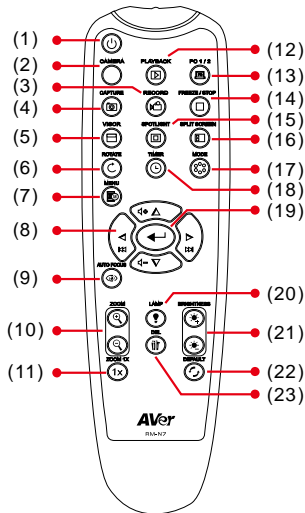 (1)
(2)
(3)
(4)
(5)
(6)
(7)
(8)
(9)
(10)
(11)
CAMERA
PLAYBACK
PC 1 / 2
CAPTURE
RECORD
FREEZE / STOP
VISOR
SPOTLIGHT
SPLIT SCREEN
ROTATE
TIMER
MODE
MENU
AUTO FOCUS
ZOOM
LAMP
BRIGHTNESS
DEL
ZOOM 1X
1x
DEFAULT
AVer
RM-N7
(12)
(13)
(14)
(15)
(16)
(17)
(18)
(19)
(20)
(21)
(22)
(23)